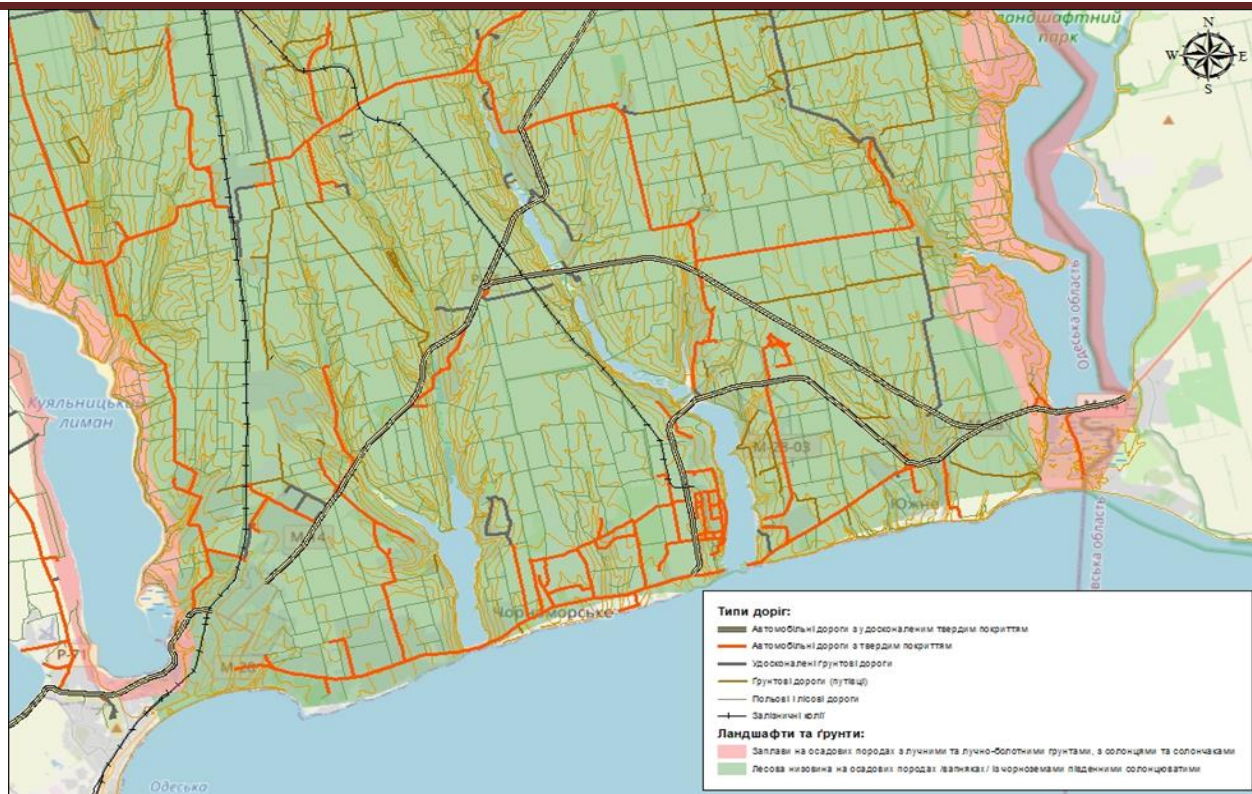 ландшафтний
парк
N
W E
S
Одеська область
Куяльницький
лиман
М-28-03
М-14
Южне
Чорноморське
Р-71
М-28
Одеська
Типи доріг:
Автомобільні дороги з удосконаленим твердим покриттям
Автомобільні дороги з твердим покриттям
Удосконалені ґрунтові дороги
Ґрунтові дороги (путівці)
Польові і лісові дороги
Залізничні колії
Ландшафти та ґрунти:
Заплави на осадових породах з лучними та лучно-болотними ґрунтами, з солонцями та солончаками
Лесова низовина на осадових породах /вапняках/ із чорноземами південними солонцюватими